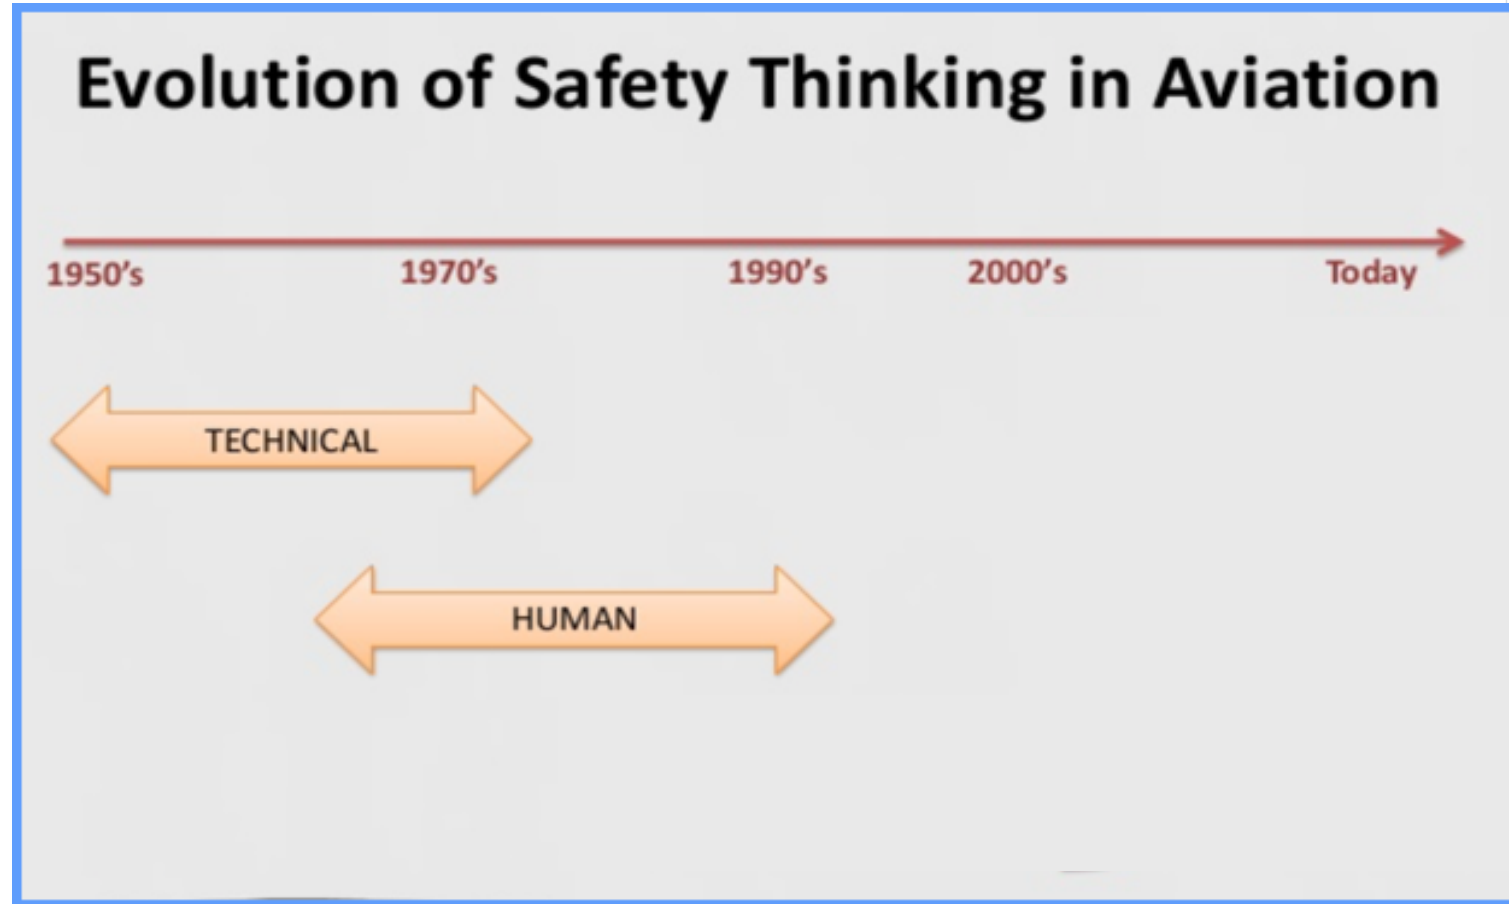 Evolution of Safety Thinking in Aviation
1950's 1970's 1990's 2000's Today
TECHNICAL
HUMAN